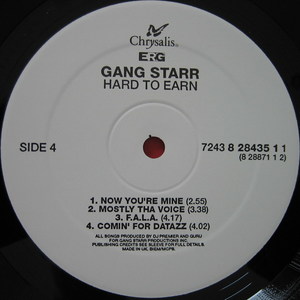 Chrysalis®
ERG
GANG STARR
HARD TO EARN
SIDE 4
7243 8 28435 1 1
(8 28871 1 2)
1. NOW YOU'RE MINE (2.55)
2. MOSTLY THA VOICE (3.38)
3. F.A.L.A. (4.17)
4. COMIN' FOR DATAZZ (4.02)
ALL SONGS PRODUCED BY DJ PREMIER AND GURU
FOR GANG STARR PRODUCTIONS INC.
PUBLISHING CREDITS SEE SLEEVE FOR FULL DETAILS.
MADE IN UK. BIEM/MCPS